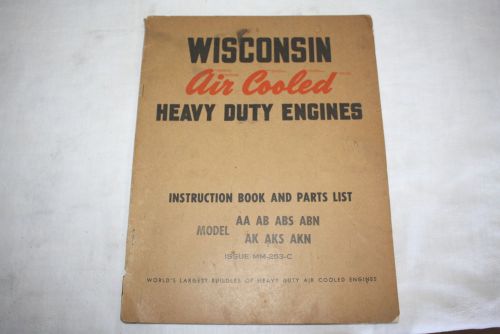 WISCONSIN
Air Cooled
HEAVY DUTY ENGINES
INSTRUCTION BOOK AND PARTS LIST
MODEL AA AB ABS ABN
AK AKS AKN
ISSUE MM-253-C
WORLD'S LARGEST BUILDERS OF HEAVY DUTY AIR COOLED ENGINES